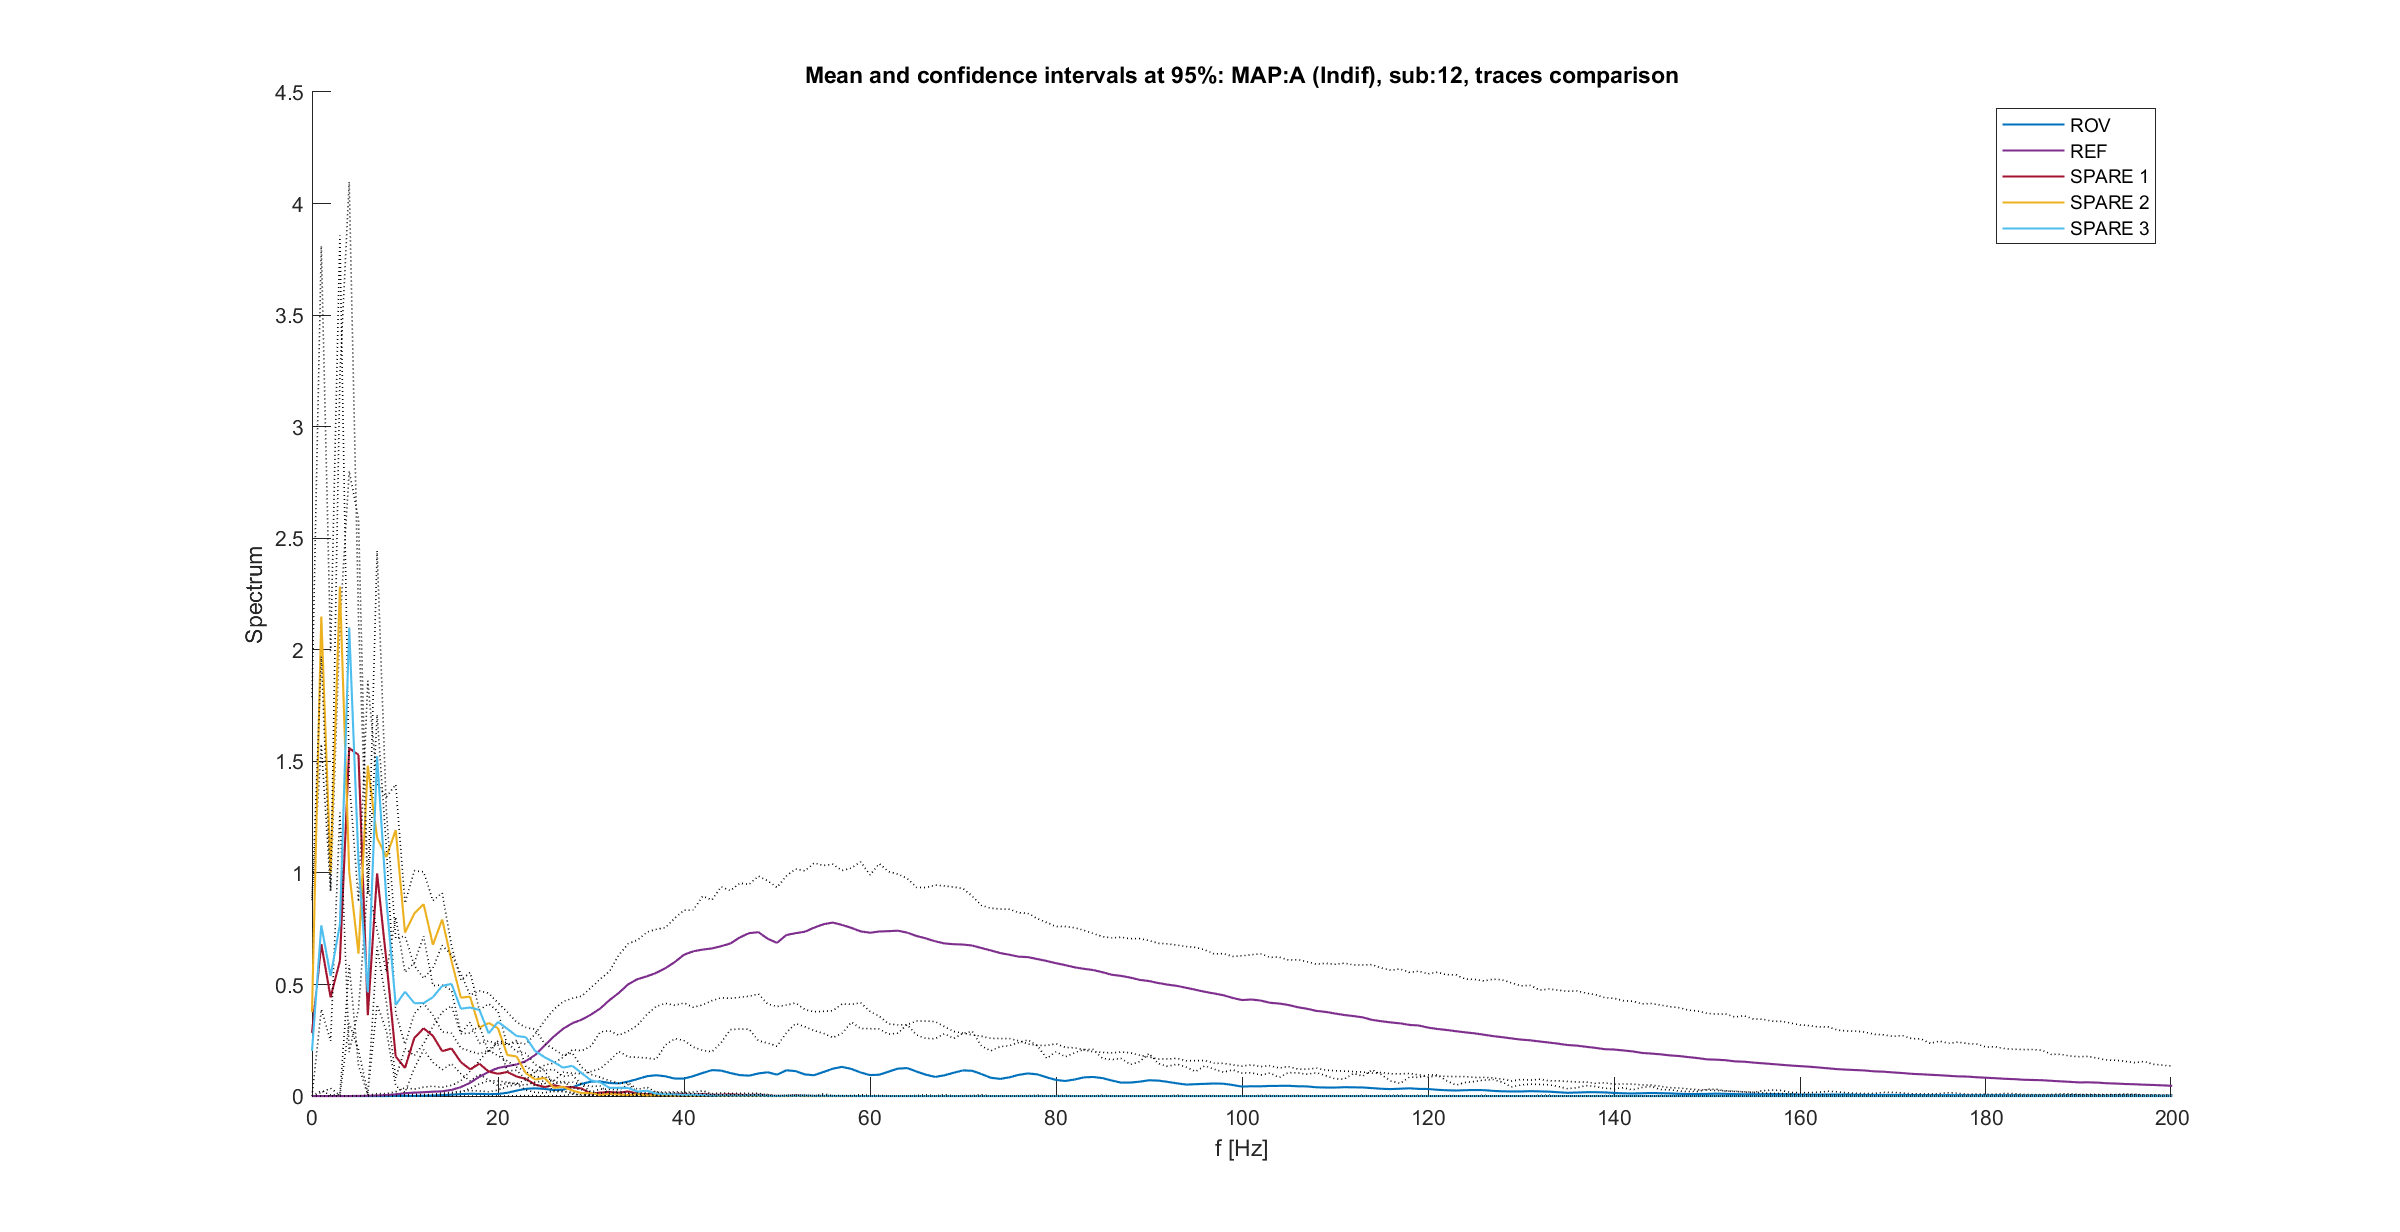 Mean and confidence intervals at 95%: MAP:A (Indif), sub:12, traces comparison
4.5
4
3.5
3
2.5
2
1.5
1
0.5
0
Spectrum
ROV
REF
SPARE 1
SPARE 2
SPARE 3
0 20 40 60 80 100 120 140 160 180 200
f [Hz]